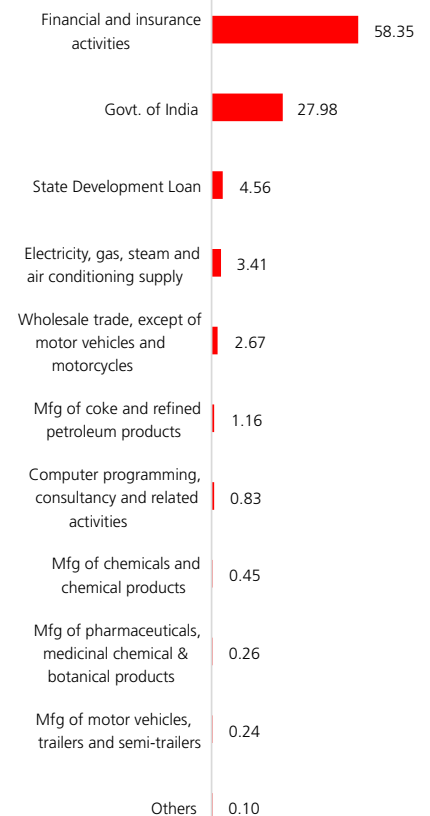 Financial and insurance
activities
58.35
Govt. of India
27.98
State Development Loan
4.56
Electricity, gas, steam and
air conditioning supply
3.41
Wholesale trade, except of
motor vehicles and
motorcycles
2.67
Mfg of coke and refined
petroleum products
1.16
Computer programming,
consultancy and related
activities
0.83
Mfg of chemicals and
chemical products
0.45
Mfg of pharmaceuticals,
medicinal chemical &
botanical products
0.26
Mfg of motor vehicles,
trailers and semi-trailers
0.24
Others
0.10